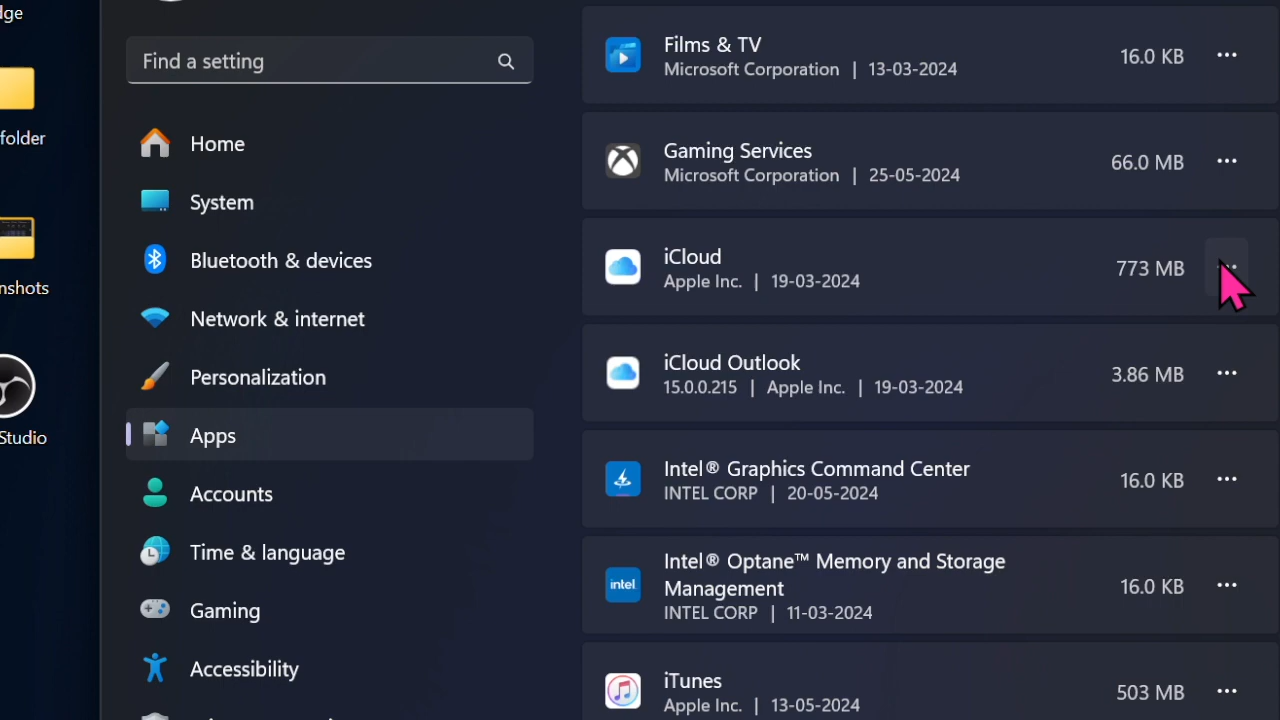 dge
folder
nshots
Studio
Find a setting
Home
System
Bluetooth & devices
Network & internet
Personalization
Apps
Accounts
Time & language
Gaming
Accessibility
Films & TV
Microsoft Corporation | 13-03-2024
16.0 KB
Gaming Services
Microsoft Corporation | 25-05-2024
66.0 MB
iCloud
Apple Inc. | 19-03-2024
773 MB
iCloud Outlook
15.0.0.215 | Apple Inc. | 19-03-2024
3.86 MB
Intel® Graphics Command Center
INTEL CORP | 20-05-2024
16.0 KB
intel
Intel® Optane™ Memory and Storage
Management
INTEL CORP | 11-03-2024
16.0 KB
iTunes
Apple Inc. | 13-05-2024
503 MB